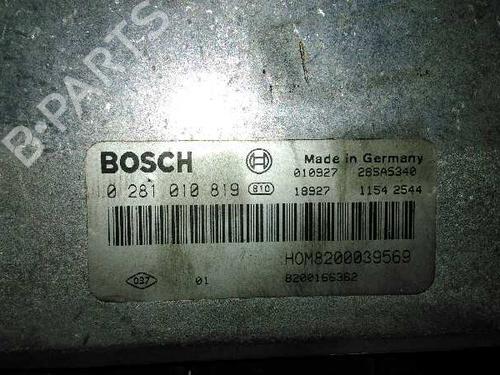 B-PARTS
BOSCH Made in Germany
010927 28SA5340
0 281 010 819 810 18927 1154 2544
HOM8200039569
037 01 8200166362